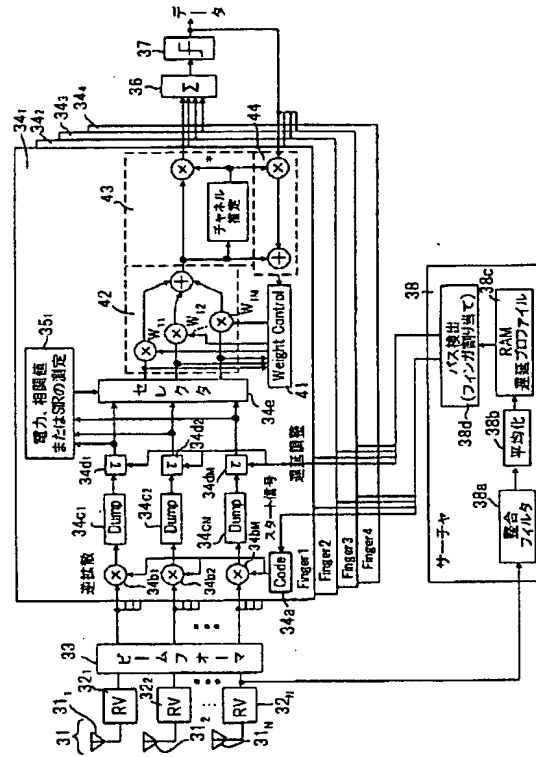 31
31₁
31₂
31N
RV
32₁
RV
32₂
RV
32N
33
ビームフォーマ
逆拡散
34b1
34b2
34bM
34C1
Dump
34C2
Dump
34CM
Dump
34d1
τ
34d2
τ
34dM
τ
スタート信号
遅延調整
Code
34a
Finger1
Finger2
Finger3
Finger4
35₁
電力、相関値
またはSIRの測定
セレクタ
34e
W11
W12
W1M
42
Weight Control
41
43
チャネル
推定
*
44
34₁
34₂
34₃
34₄
Σ
36
37
データ
サーチャ
38
38a
整合
フィルタ
38b
平均化
38c
RAM
遅延プロファイル
38d
パス検出
(フィンガ割り当て)